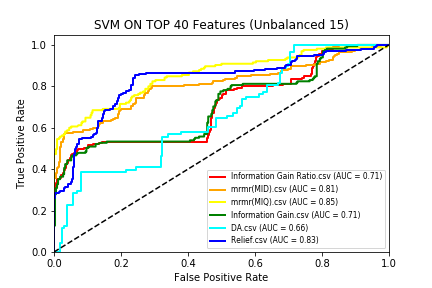 SVM ON TOP 40 Features (Unbalanced 15)
1.0
0.8
0.6
0.4
0.2
0.0
True Positive Rate
Information Gain Ratio.csv (AUC = 0.71)
mrmr(MID).csv (AUC = 0.81)
mrmr(MIQ).csv (AUC = 0.85)
Information Gain.csv (AUC = 0.71)
DA.csv (AUC = 0.66)
Relief.csv (AUC = 0.83)
0.0 0.2 0.4 0.6 0.8 1.0
False Positive Rate